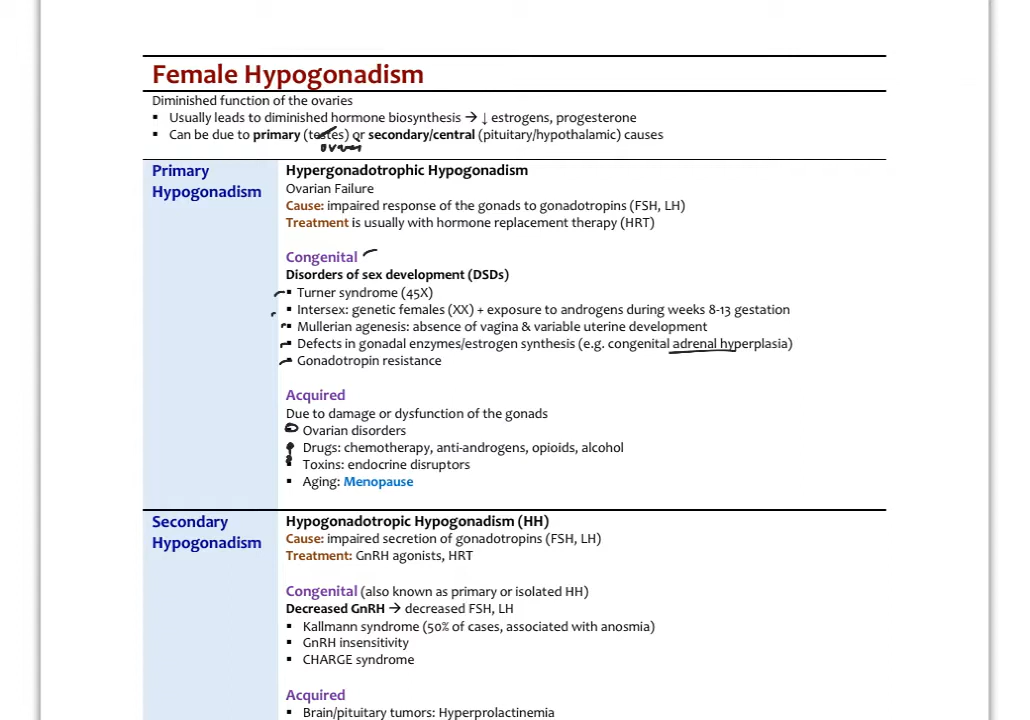 Female Hypogonadism
Diminished function of the ovaries
▪ Usually leads to diminished hormone biosynthesis → ↓ estrogens, progesterone
▪ Can be due to primary (testes) or secondary/central (pituitary/hypothalamic) causes
Primary Hypogonadism
Hypergonadotrophic Hypogonadism
Ovarian Failure
Cause: impaired response of the gonads to gonadotropins (FSH, LH)
Treatment is usually with hormone replacement therapy (HRT)
Congenital
Disorders of sex development (DSDs)
▪ Turner syndrome (45X)
▪ Intersex: genetic females (XX) + exposure to androgens during weeks 8-13 gestation
▪ Mullerian agenesis: absence of vagina & variable uterine development
▪ Defects in gonadal enzymes/estrogen synthesis (e.g. congenital adrenal hyperplasia)
▪ Gonadotropin resistance
Acquired
Due to damage or dysfunction of the gonads
▪ Ovarian disorders
▪ Drugs: chemotherapy, anti-androgens, opioids, alcohol
▪ Toxins: endocrine disruptors
▪ Aging: Menopause
Secondary Hypogonadism
Hypogonadotropic Hypogonadism (HH)
Cause: impaired secretion of gonadotropins (FSH, LH)
Treatment: GnRH agonists, HRT
Congenital (also known as primary or isolated HH)
Decreased GnRH → decreased FSH, LH
▪ Kallmann syndrome (50% of cases, associated with anosmia)
▪ GnRH insensitivity
▪ CHARGE syndrome
Acquired
▪ Brain/pituitary tumors: Hyperprolactinemia